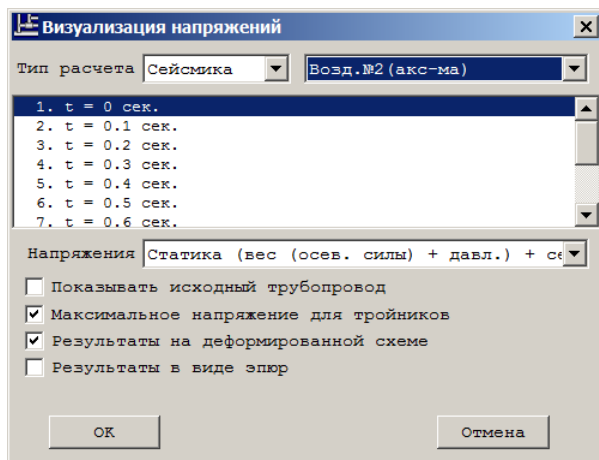 Визуализация напряжений
Тип расчета Сейсмика Возд.№2(акс-ма)
1. t = 0 сек.
2. t = 0.1 сек.
3. t = 0.2 сек.
4. t = 0.3 сек.
5. t = 0.4 сек.
6. t = 0.5 сек.
7. t = 0.6 сек.
Напряжения Статика (вес (осев. силы) + давл.) + се
Показывать исходный трубопровод
Максимальное напряжение для тройников
Результаты на деформированной схеме
Результаты в виде эпюр
ОК Отмена